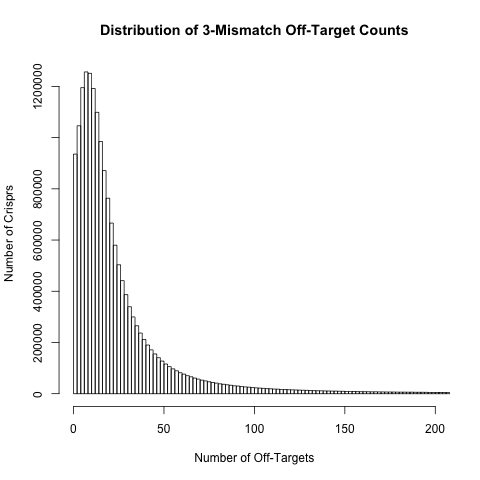 Distribution of 3-Mismatch Off-Target Counts
Number of Crisprs
1200000
800000
600000
400000
200000
0
0 50 100 150 200
Number of Off-Targets